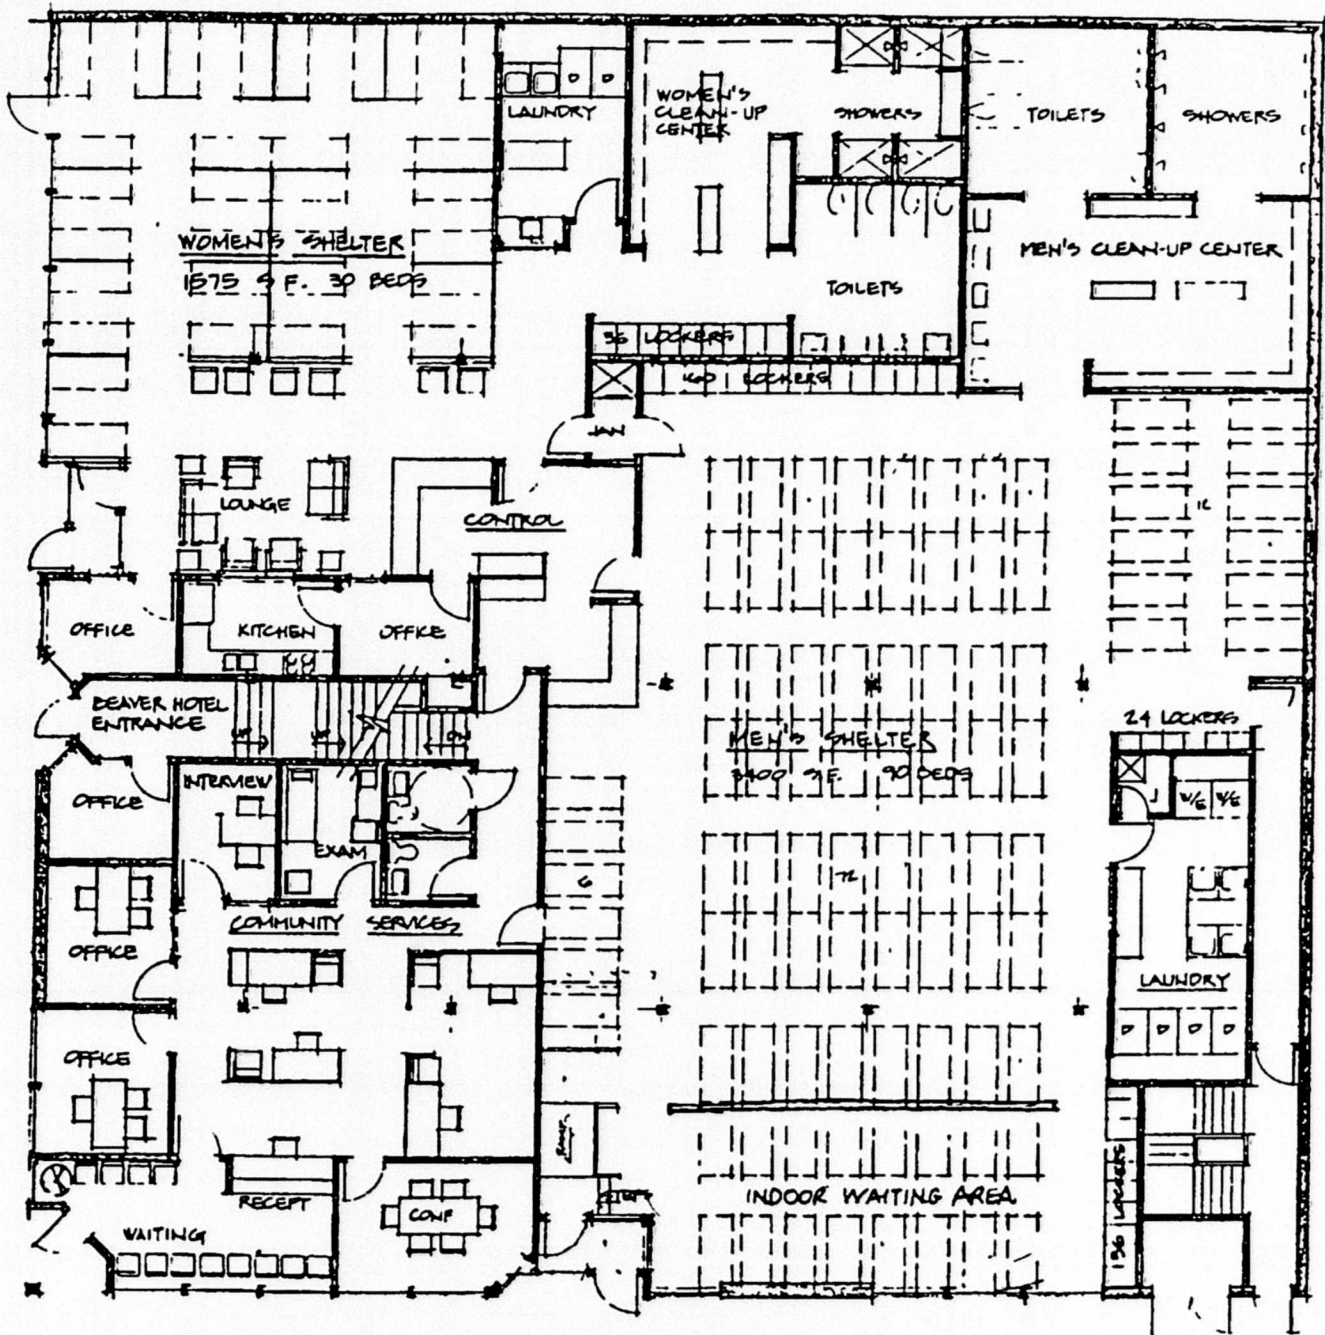 LAUNDRY
WOMEN'S
CLEAN-UP
CENTER
SHOWERS
TOILETS
SHOWERS
WOMEN'S SHELTER
1575 S.F. 30 BEDS
MEN'S CLEAN-UP CENTER
TOILETS
36 LOCKERS
160 LOCKERS
JAN
LOUNGE
CONTROL
12
OFFICE
KITCHEN
OFFICE
BEAVER HOTEL
ENTRANCE
24 LOCKERS
MEN'S SHELTER
3400 S.F. 90 BEDS
INTERVIEW
OFFICE
W/E W/E
EXAM
6
72
COMMUNITY SERVICES
OFFICE
LAUNDRY
OFFICE
RAMP
136 LOCKERS
INDOOR WAITING AREA
RECEPT
CONF
WAITING